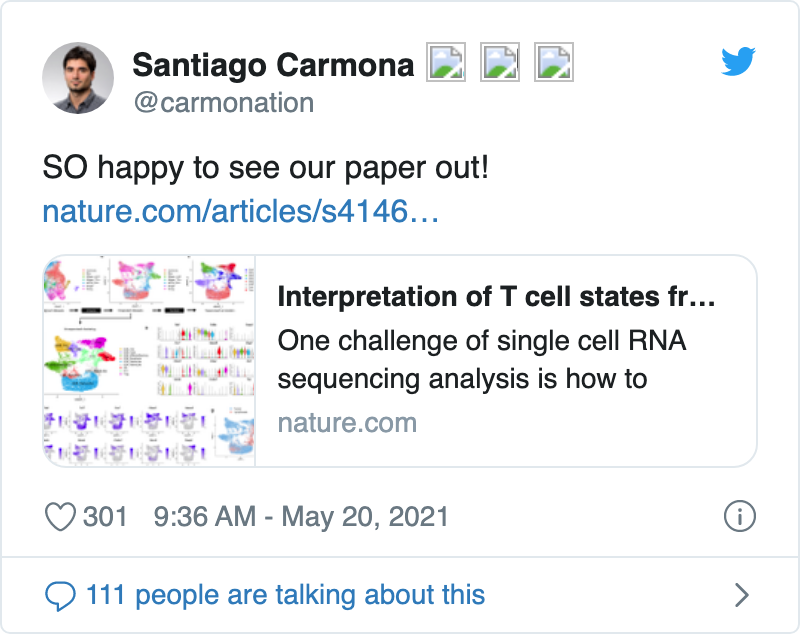 Santiago Carmona
@carmonation
SO happy to see our paper out!
nature.com/articles/s4146…
Interpretation of T cell states fr…
One challenge of single cell RNA
sequencing analysis is how to
nature.com
301 9:36 AM - May 20, 2021
111 people are talking about this